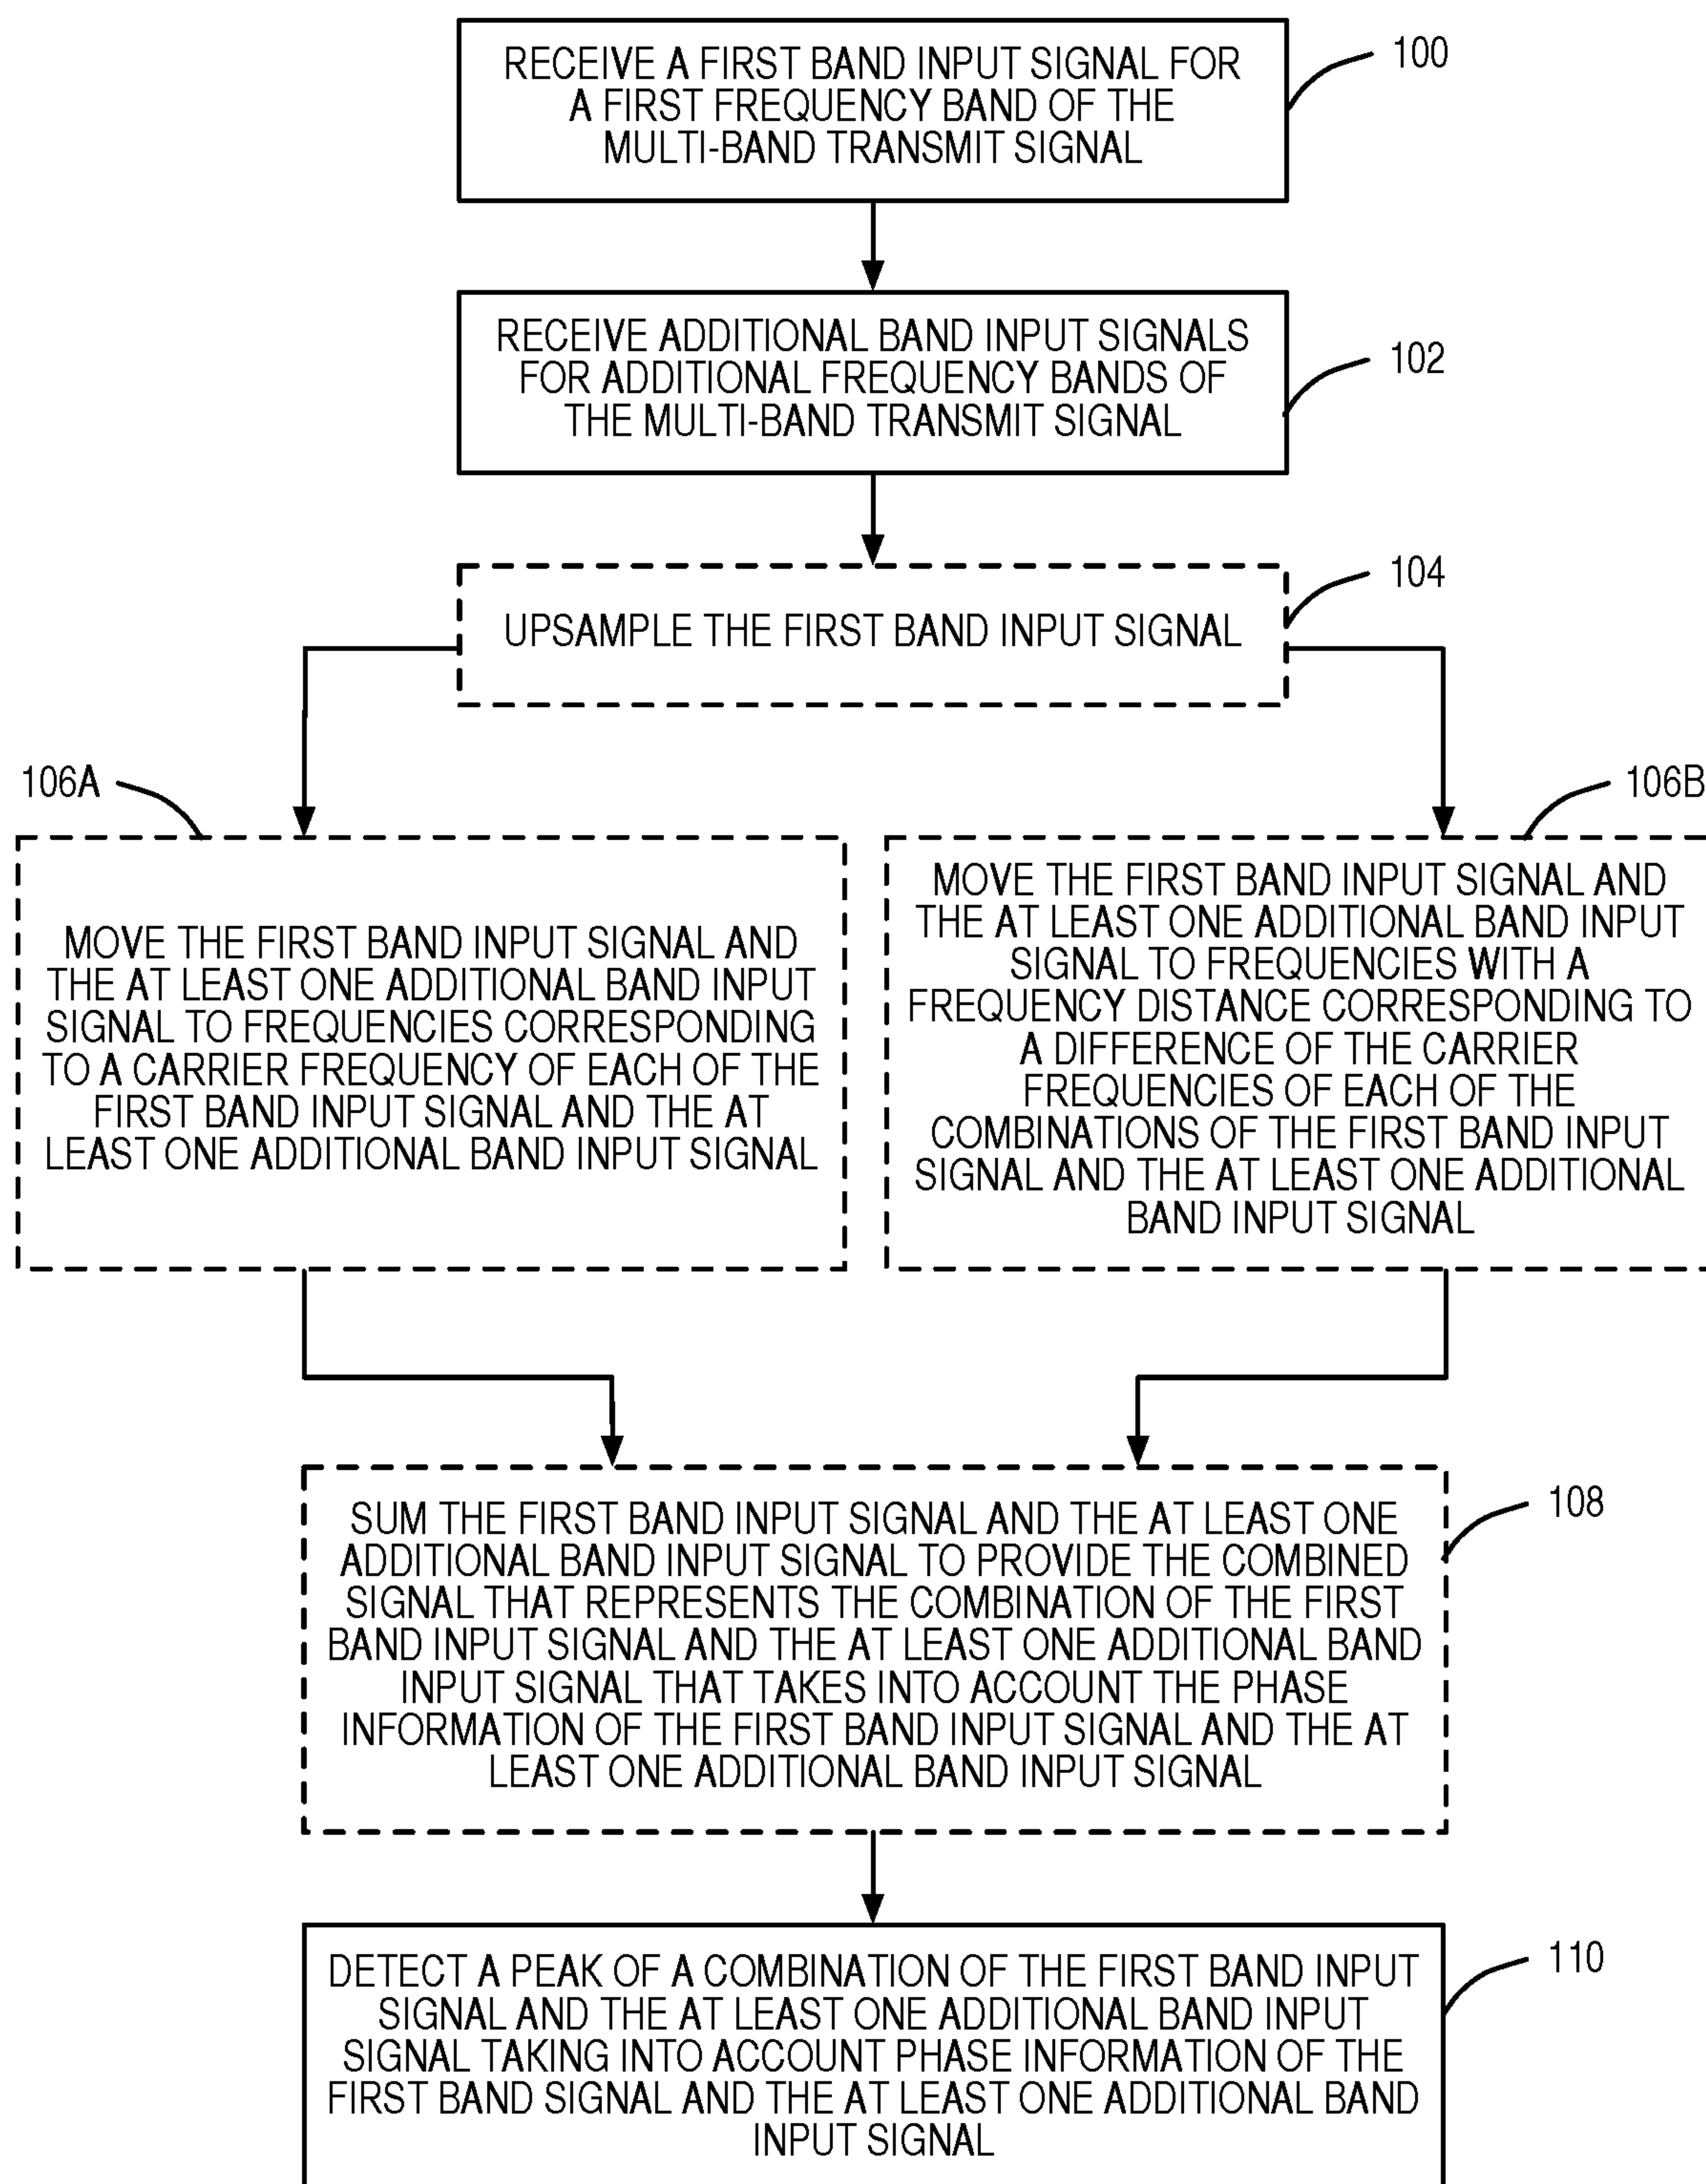 RECEIVE A FIRST BAND INPUT SIGNAL FOR
A FIRST FREQUENCY BAND OF THE
MULTI-BAND TRANSMIT SIGNAL
100
RECEIVE ADDITIONAL BAND INPUT SIGNALS
FOR ADDITIONAL FREQUENCY BANDS OF
THE MULTI-BAND TRANSMIT SIGNAL
102
UPSAMPLE THE FIRST BAND INPUT SIGNAL
104
106A
MOVE THE FIRST BAND INPUT SIGNAL AND
THE AT LEAST ONE ADDITIONAL BAND INPUT
SIGNAL TO FREQUENCIES CORRESPONDING
TO A CARRIER FREQUENCY OF EACH OF THE
FIRST BAND INPUT SIGNAL AND THE AT
LEAST ONE ADDITIONAL BAND INPUT SIGNAL
106B
MOVE THE FIRST BAND INPUT SIGNAL AND
THE AT LEAST ONE ADDITIONAL BAND INPUT
SIGNAL TO FREQUENCIES WITH A
FREQUENCY DISTANCE CORRESPONDING TO
A DIFFERENCE OF THE CARRIER
FREQUENCIES OF EACH OF THE
COMBINATIONS OF THE FIRST BAND INPUT
SIGNAL AND THE AT LEAST ONE ADDITIONAL
BAND INPUT SIGNAL
SUM THE FIRST BAND INPUT SIGNAL AND THE AT LEAST ONE
ADDITIONAL BAND INPUT SIGNAL TO PROVIDE THE COMBINED
SIGNAL THAT REPRESENTS THE COMBINATION OF THE FIRST
BAND INPUT SIGNAL AND THE AT LEAST ONE ADDITIONAL BAND
INPUT SIGNAL THAT TAKES INTO ACCOUNT THE PHASE
INFORMATION OF THE FIRST BAND INPUT SIGNAL AND THE AT
LEAST ONE ADDITIONAL BAND INPUT SIGNAL
108
DETECT A PEAK OF A COMBINATION OF THE FIRST BAND INPUT
SIGNAL AND THE AT LEAST ONE ADDITIONAL BAND INPUT
SIGNAL TAKING INTO ACCOUNT PHASE INFORMATION OF THE
FIRST BAND SIGNAL AND THE AT LEAST ONE ADDITIONAL BAND
INPUT SIGNAL
110